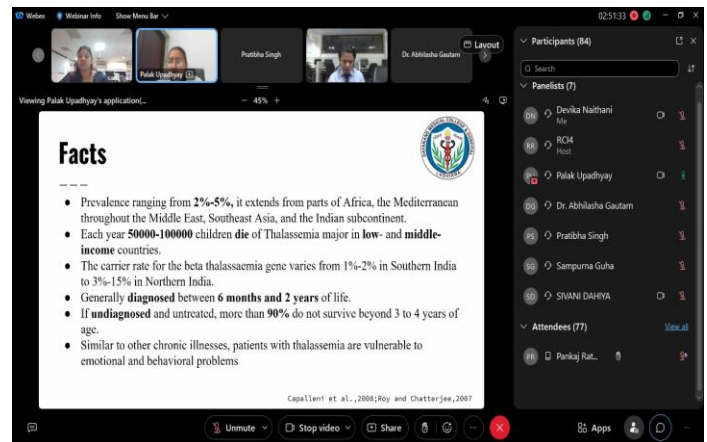 Webex
Webinar Info
Show Menu Bar
02:51:33
Layout
Palak Upadhyay
Pratibha Singh
Dr. Abhilasha Gautam
Viewing Palak Upadhyay's application(...
45%
Facts
LUDHIANA
• Prevalence ranging from 2%-5%, it extends from parts of Africa, the Mediterranean
throughout the Middle East, Southeast Asia, and the Indian subcontinent.
• Each year 50000-100000 children die of Thalassemia major in low- and middle-
income countries.
• The carrier rate for the beta thalassaemia gene varies from 1%-2% in Southern India
to 3%-15% in Northern India.
• Generally diagnosed between 6 months and 2 years of life.
• If undiagnosed and untreated, more than 90% do not survive beyond 3 to 4 years of
age.
• Similar to other chronic illnesses, patients with thalassemia are vulnerable to
emotional and behavioral problems
Capalleni et al.,2008;Roy and Chatterjee,2007
Participants (84)
Search
Panelists (7)
DN Devika Naithani
Me
RR RCI4
Host
Palak Upadhyay
DG Dr. Abhilasha Gautam
PS Pratibha Singh
SG Sampurna Guha
SD SIVANI DAHIYA
Attendees (77)
View all
PR Pankaj Rat...
Unmute
Stop video
Share
Apps